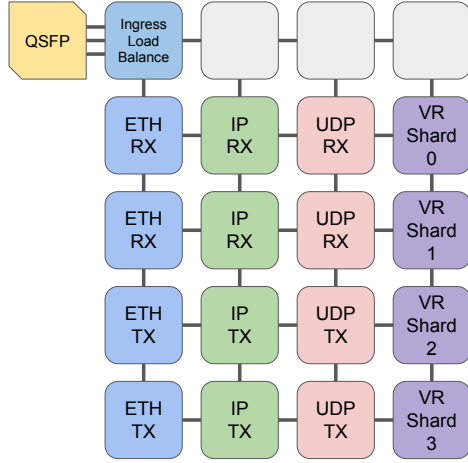 QSFP
Ingress
Load
Balance
ETH
RX
IP
RX
UDP
RX
VR
Shard
0
ETH
RX
IP
RX
UDP
RX
VR
Shard
1
ETH
TX
IP
TX
UDP
TX
VR
Shard
2
ETH
TX
IP
TX
UDP
TX
VR
Shard
3